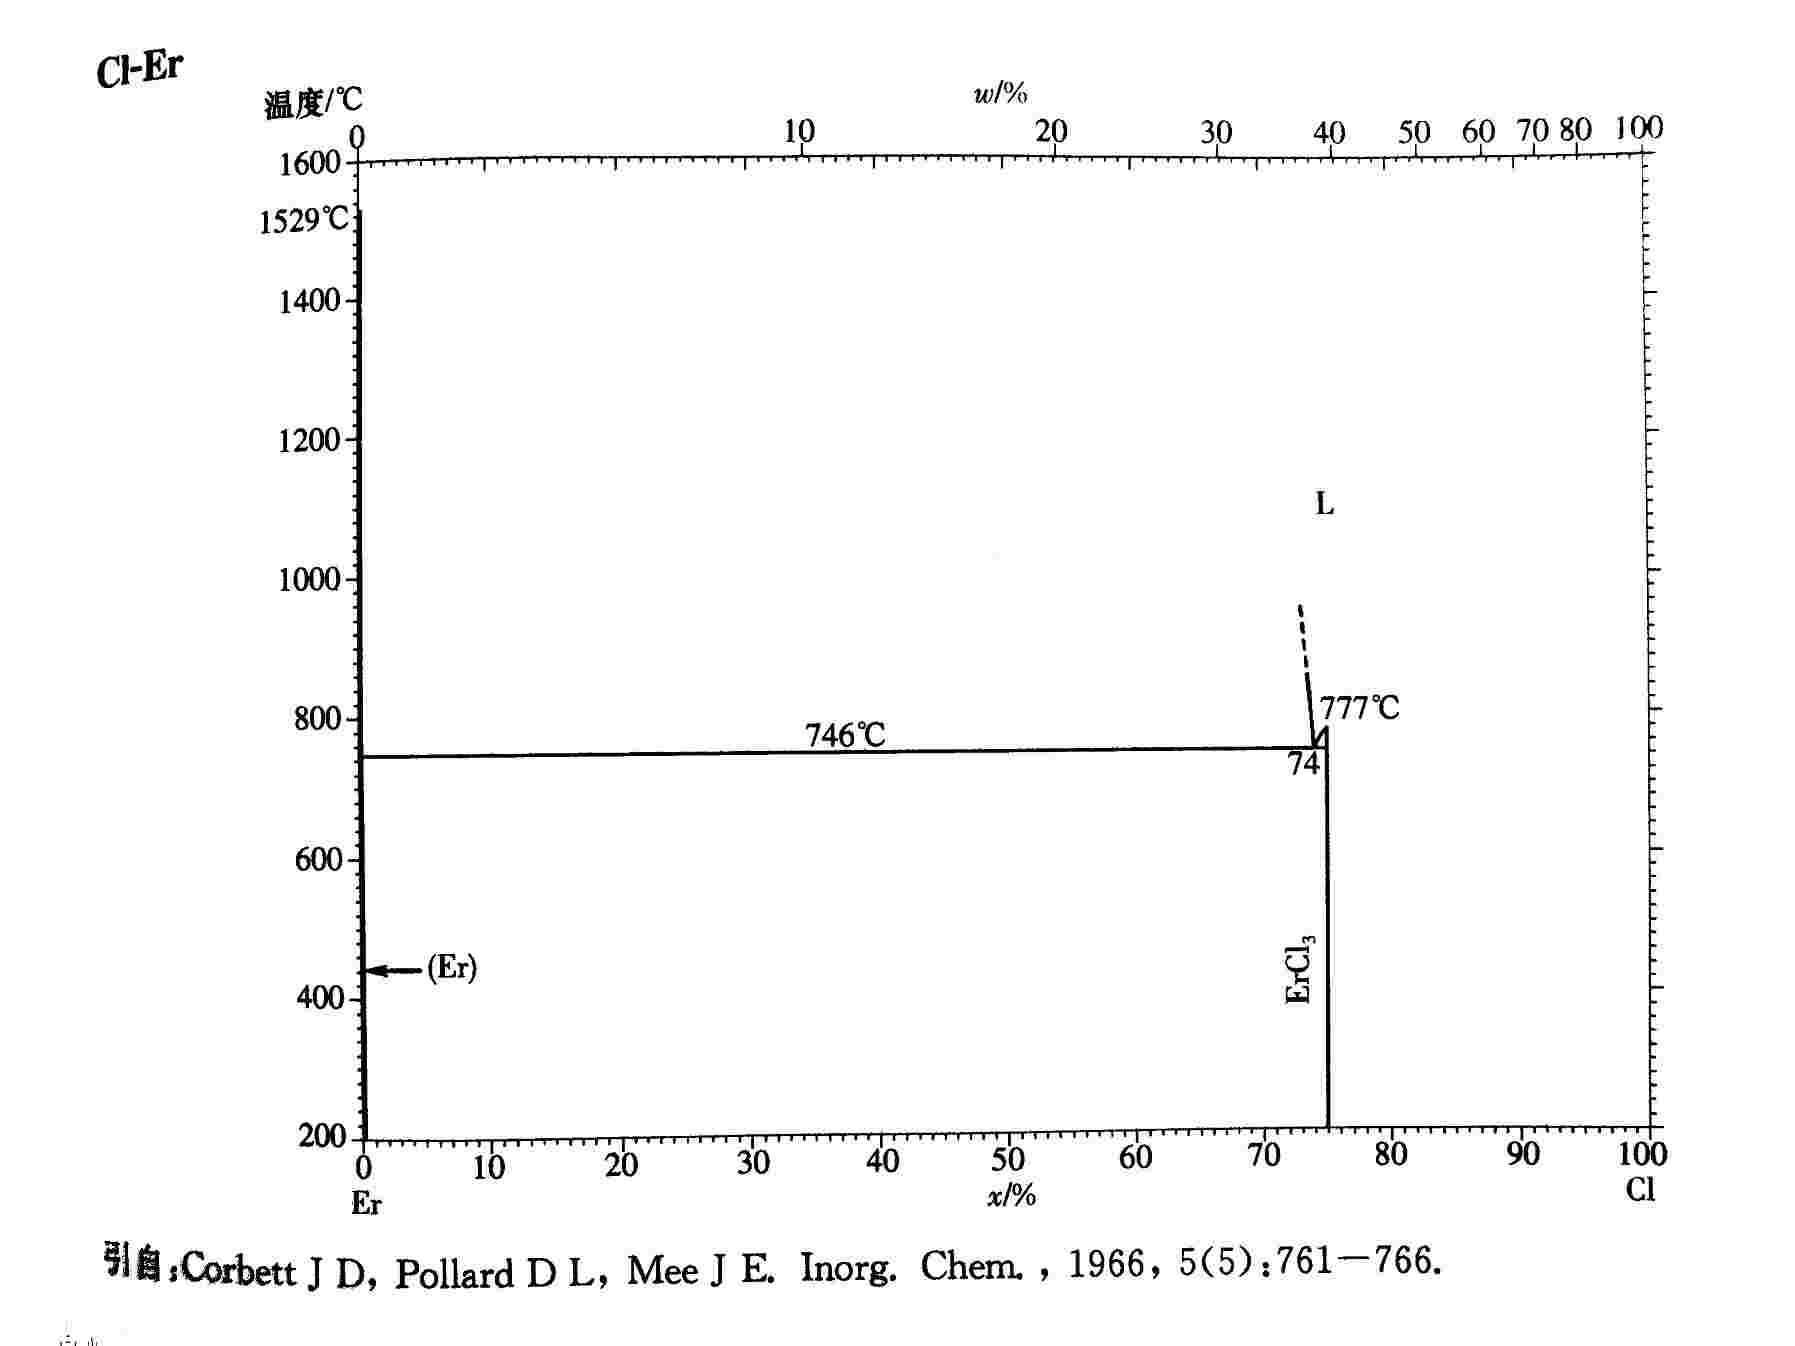 Cl-Er
温度/℃
w/%
0 10 20 30 40 50 60 70 80 100
1600
1529℃
1400
1200
L
1000
777℃
800
746℃
74
600
ErCl₃
(Er)
400
200
0 10 20 30 40 50 60 70 80 90 100
Er x/% Cl
引自:Corbett J D, Pollard D L, Mee J E. Inorg. Chem., 1966, 5(5):761—766.